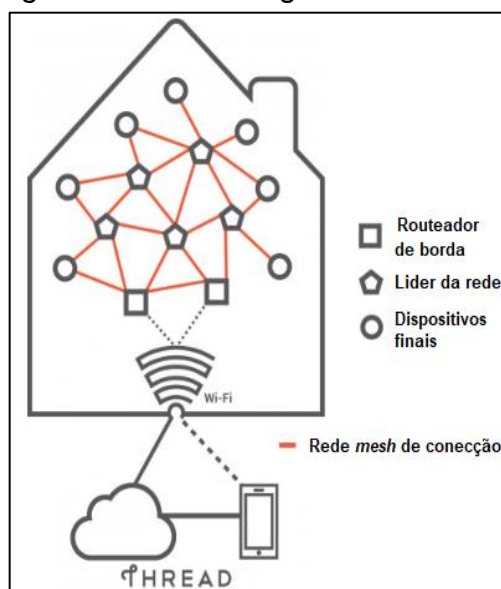 Routeador
de borda
Lider da rede
Dispositivos
finais
Wi-Fi
Rede mesh de conecção
THREAD